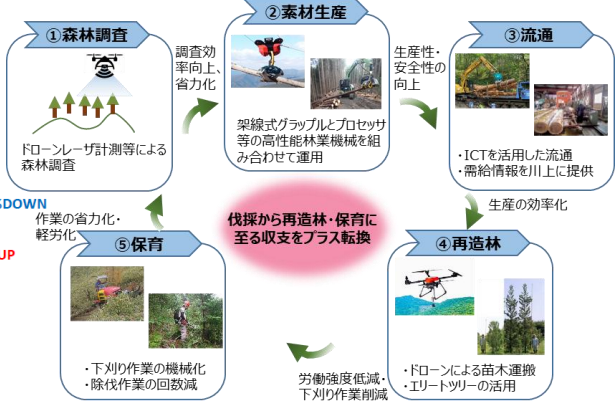 ①森林調査
ドローンレーザ計測等による
森林調査
調査効
率向上、
省力化
②素材生産
架線式グラップルとプロセッサ
等の高性能林業機械を組
み合わせて運用
生産性・
安全性の
向上
③流通
・ICTを活用した流通
・需給情報を川上に提供
生産の効率化
伐採から再造林・保育に
至る収支をプラス転換
④再造林
・ドローンによる苗木運搬
・エリートツリーの活用
労働強度低減・
下刈り作業削減
⑤保育
・下刈り作業の機械化
・除伐作業の回数減
作業の省力化・
軽労化
SDOWN
UP